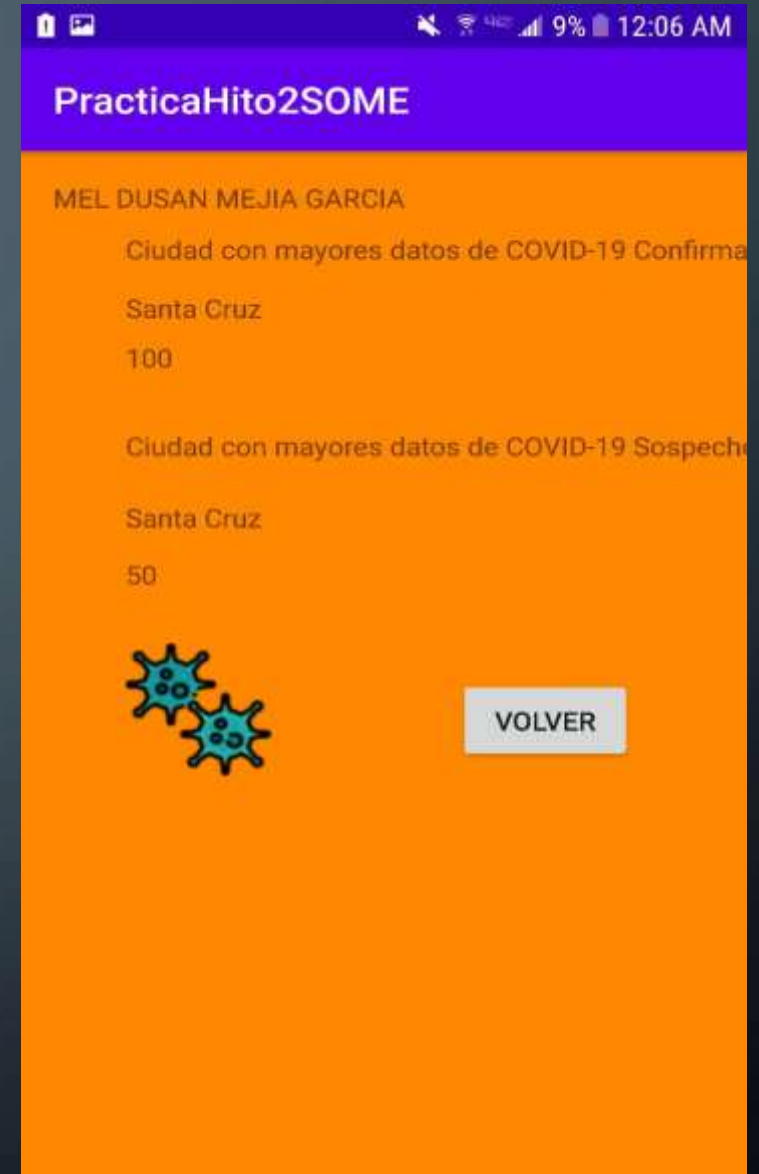 9% 12:06 AM
PracticaHito2SOME
MEL DUSAN MEJIA GARCIA
Ciudad con mayores datos de COVID-19 Confirma
Santa Cruz
100
Ciudad con mayores datos de COVID-19 Sospech
Santa Cruz
50
VOLVER